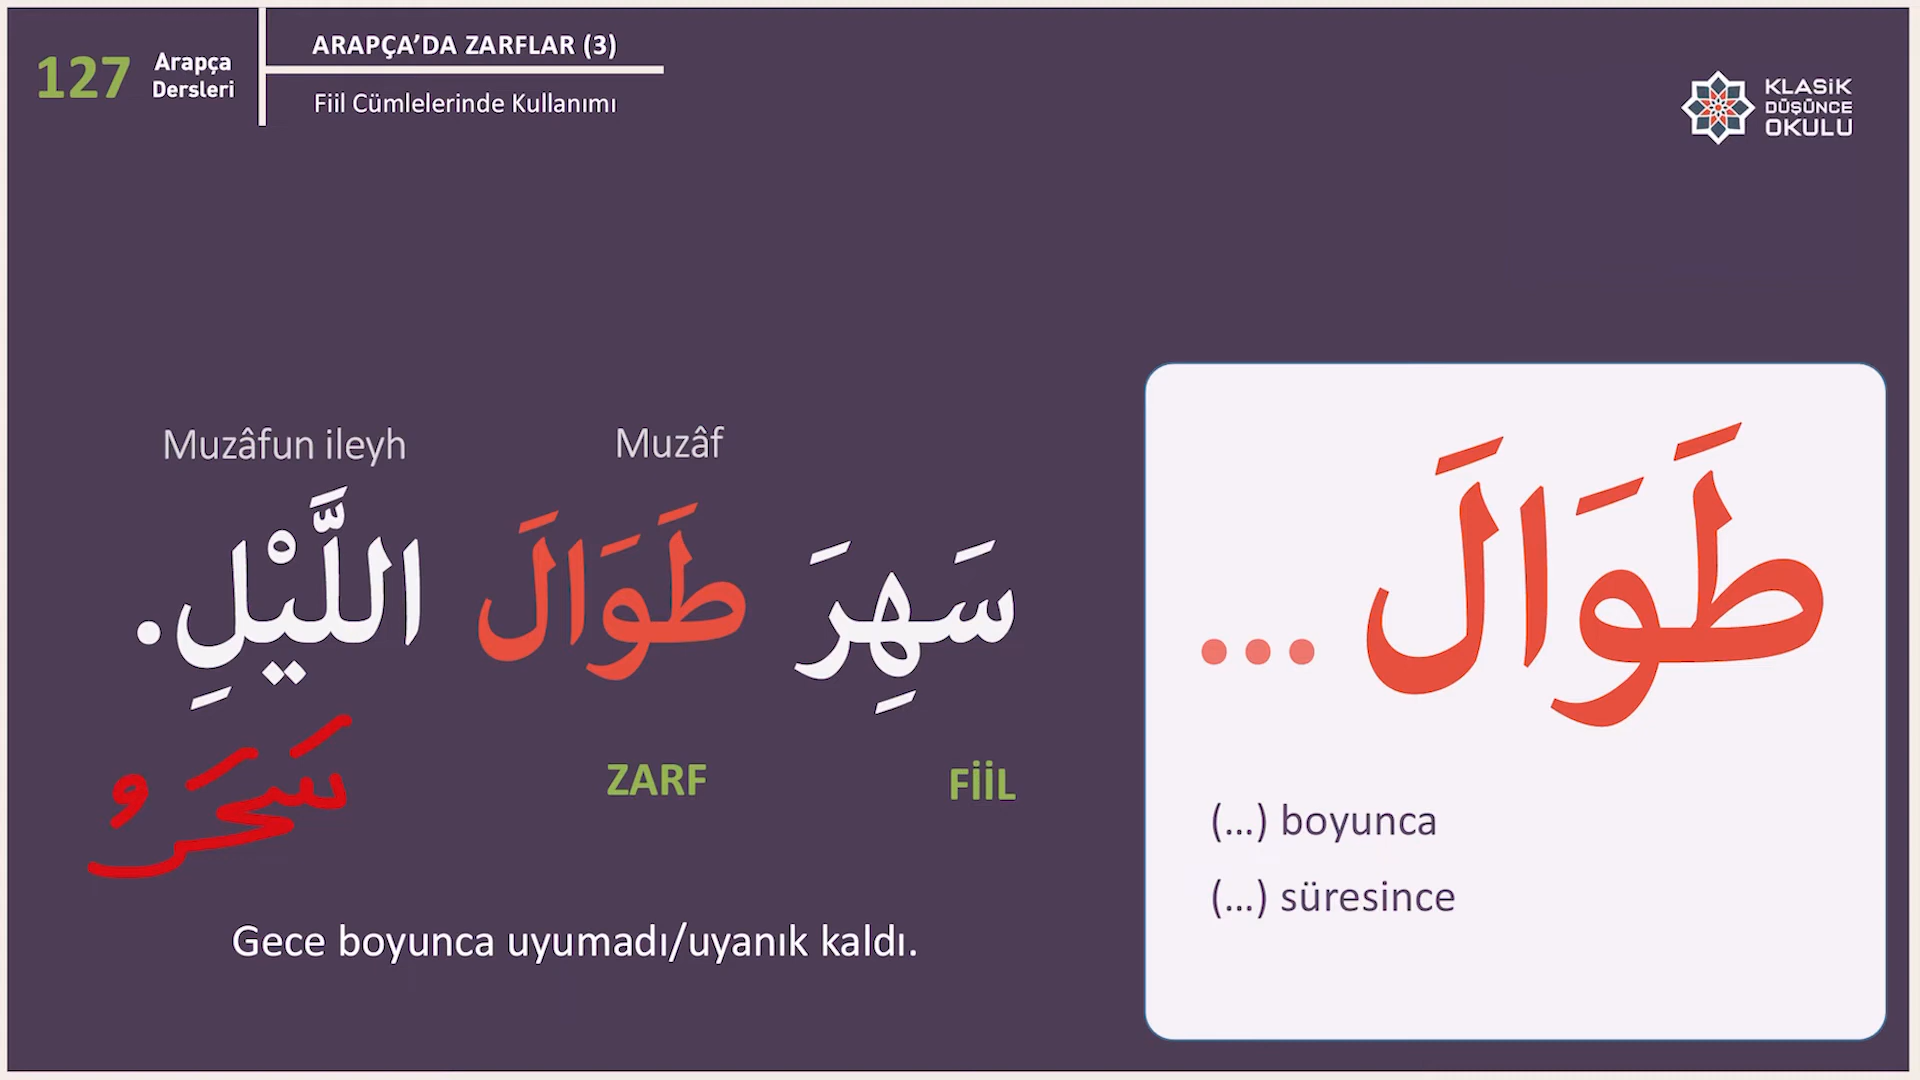 127
Arapça
Dersleri
ARAPÇA’DA ZARFLAR (3)
Fiil Cümlelerinde Kullanımı
KLASiK
DÜŞÜNCE
OKULU
Muzâf
Muzâfun ileyh
سَهِرَ طَوَالَ اللَّيْلِ.
FİİL
ZARF
سَحَرُ
Gece boyunca uyumadı/uyanık kaldı.
طَوَالَ ...
(...) boyunca
(...) süresince